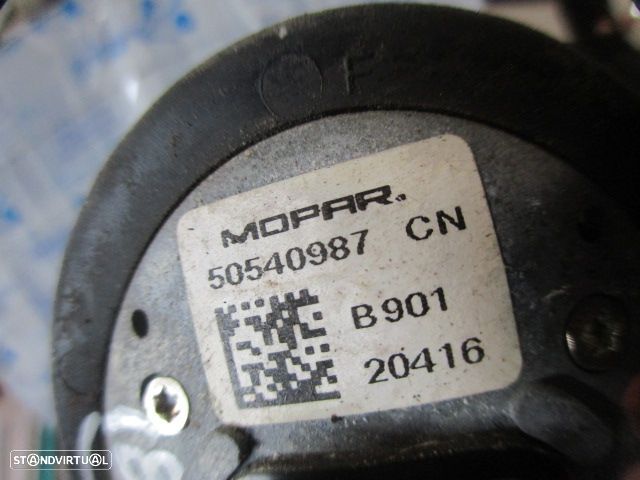 F
MOPAR
50540987 CN
B901
20416
STANDVIRTUAL